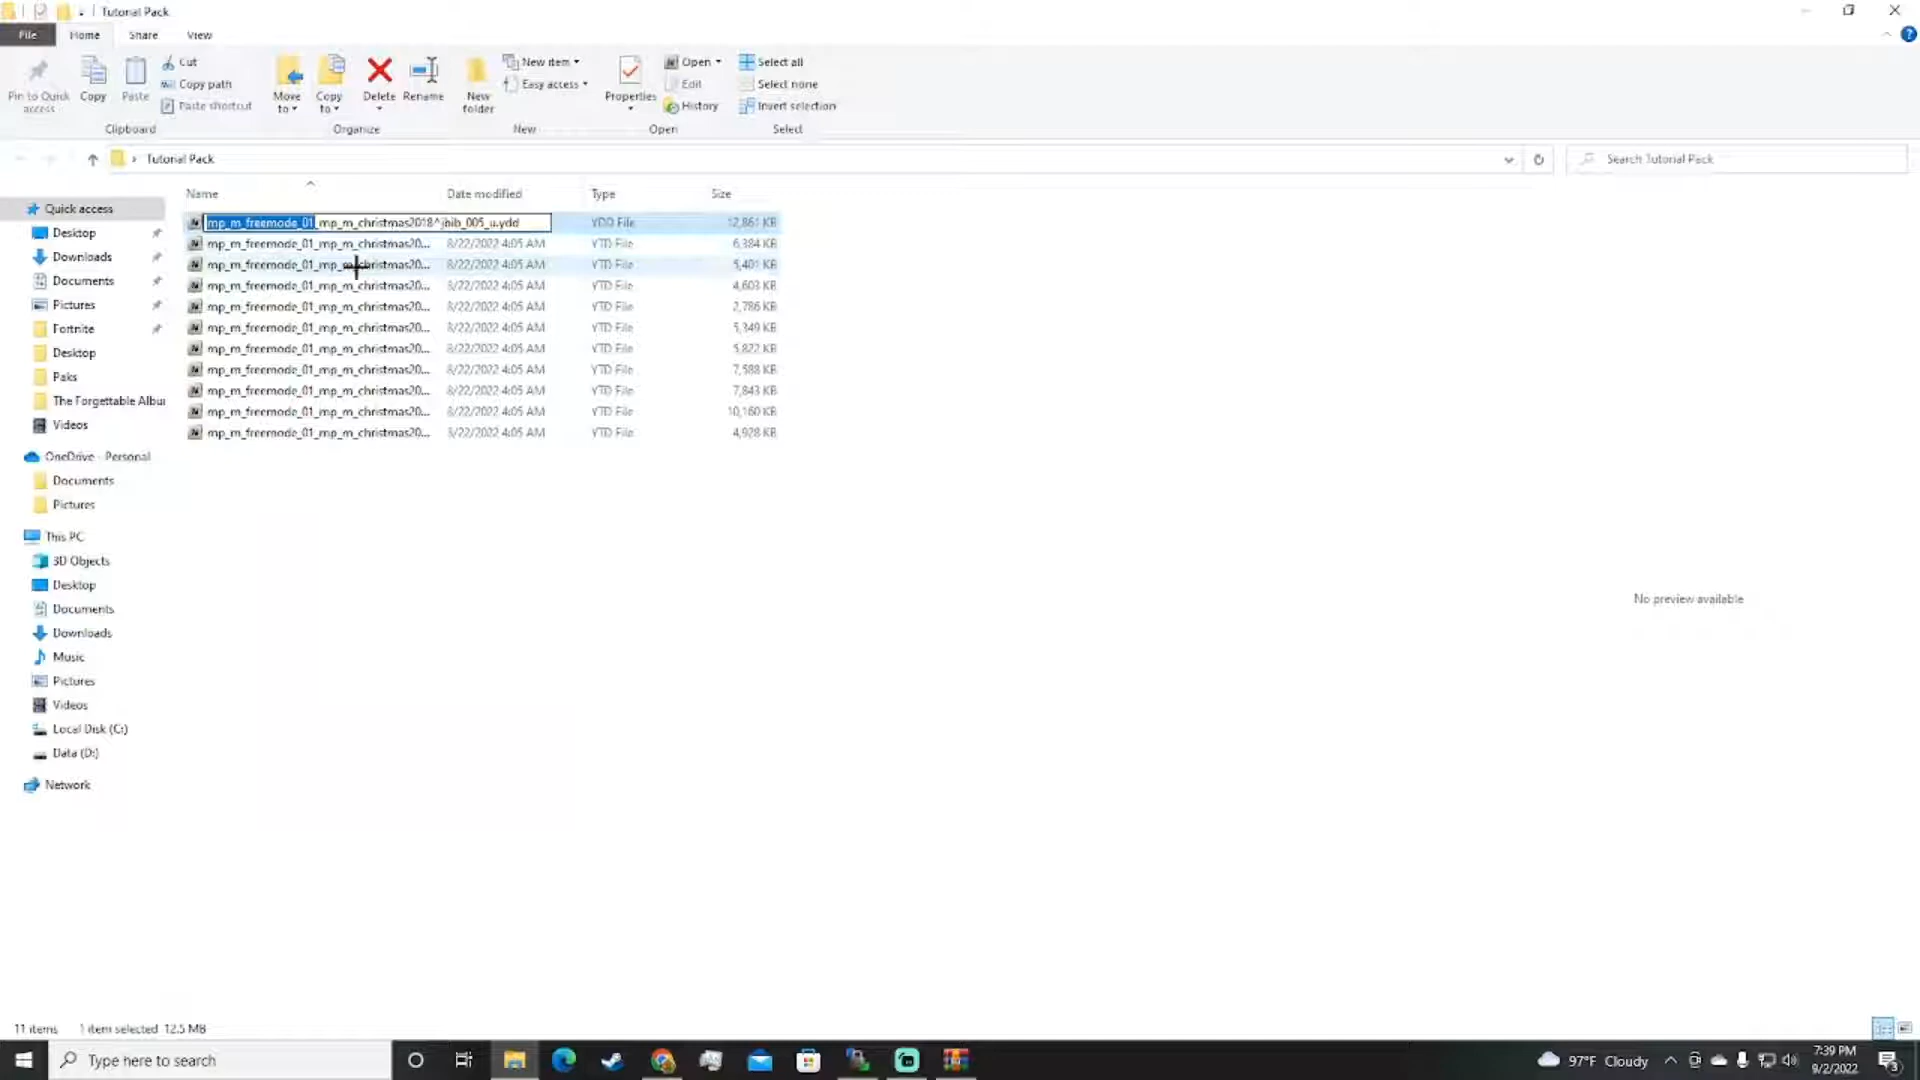 Tutorial Pack
File Home Share View
Pin to Quick access
Copy
Paste
Cut
Copy path
Paste shortcut
Clipboard
Move to
Copy to
Delete
Rename
Organize
New folder
New item
Easy access
New
Properties
Open
Edit
History
Open
Select all
Select none
Invert selection
Select
Tutorial Pack
Search Tutorial Pack
Name Date modified Type Size
mp_m_freemode_01_mp_m_christmas2018^jbib_005_u.ydd YDD File 12,861 KB
mp_m_freemode_01_mp_m_christmas20... 8/22/2022 4:05 AM YTD File 6,384 KB
mp_m_freemode_01_mp_m_christmas20... 8/22/2022 4:05 AM YTD File 5,401 KB
mp_m_freemode_01_mp_m_christmas20... 8/22/2022 4:05 AM YTD File 4,603 KB
mp_m_freemode_01_mp_m_christmas20... 8/22/2022 4:05 AM YTD File 2,786 KB
mp_m_freemode_01_mp_m_christmas20... 8/22/2022 4:05 AM YTD File 5,349 KB
mp_m_freemode_01_mp_m_christmas20... 8/22/2022 4:05 AM YTD File 5,822 KB
mp_m_freemode_01_mp_m_christmas20... 8/22/2022 4:05 AM YTD File 7,588 KB
mp_m_freemode_01_mp_m_christmas20... 8/22/2022 4:05 AM YTD File 7,843 KB
mp_m_freemode_01_mp_m_christmas20... 8/22/2022 4:05 AM YTD File 10,160 KB
mp_m_freemode_01_mp_m_christmas20... 8/22/2022 4:05 AM YTD File 4,928 KB
Quick access
Desktop
Downloads
Documents
Pictures
Fortnite
Desktop
Paks
The Forgettable Albu
Videos
OneDrive - Personal
Documents
Pictures
This PC
3D Objects
Desktop
Documents
Downloads
Music
Pictures
Videos
Local Disk (C:)
Data (D:)
Network
No preview available
11 items 1 item selected 12.5 MB
Type here to search
97°F Cloudy
7:39 PM
9/2/2022
3